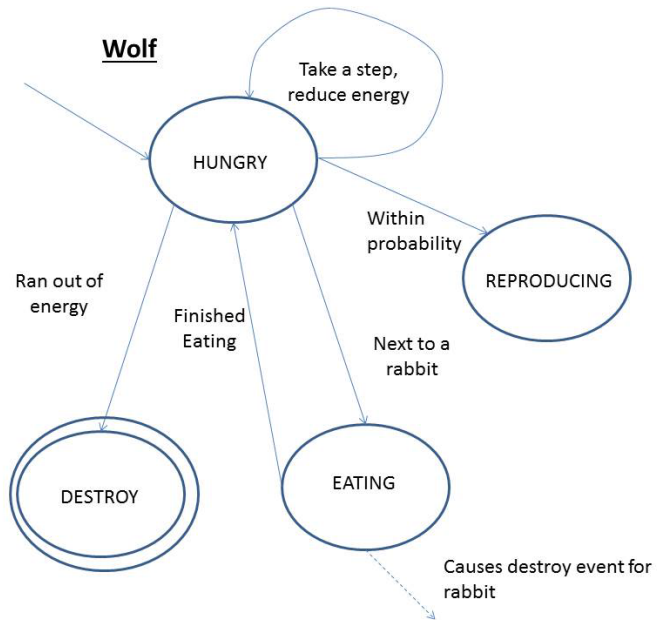 Wolf
Take a step,
reduce energy
HUNGRY
Within
probability
REPRODUCING
Ran out of
energy
Finished
Eating
Next to a
rabbit
DESTROY
EATING
Causes destroy event for
rabbit